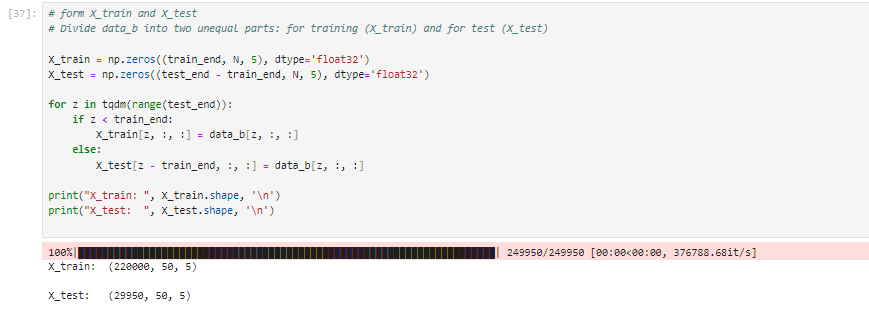 [37]: # form X_train and X_test
# Divide data_b into two unequal parts: for training (X_train) and for test (X_test)
X_train = np.zeros((train_end, N, 5), dtype='float32')
X_test = np.zeros((test_end - train_end, N, 5), dtype='float32')
for z in tqdm(range(test_end)):
    if z < train_end:
        X_train[z, :, :] = data_b[z, :, :]
    else:
        X_test[z - train_end, :, :] = data_b[z, :, :]
print("X_train: ", X_train.shape, '\n')
print("X_test:  ", X_test.shape, '\n')
100%| | 249950/249950 [00:00<00:00, 376788.68it/s]
X_train:  (220000, 50, 5)
X_test:   (29950, 50, 5)